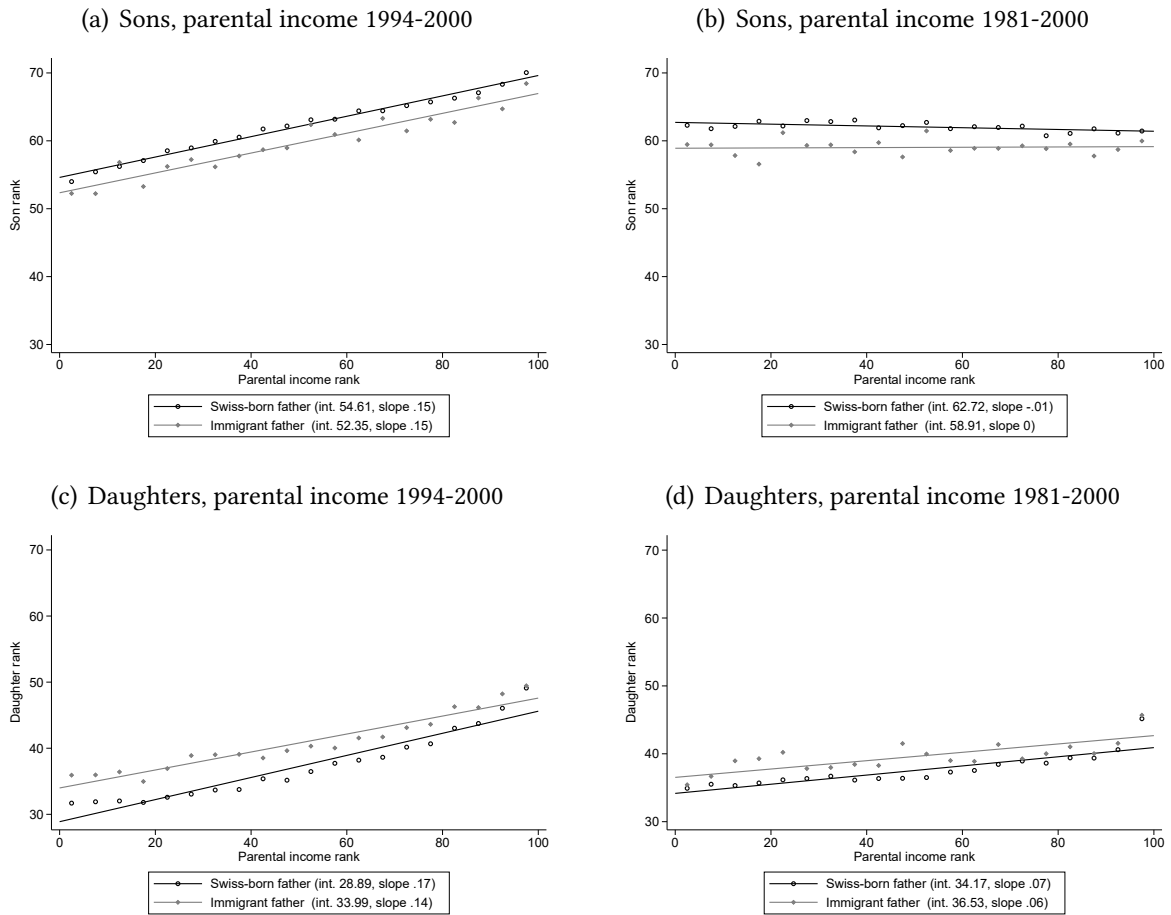 (a) Sons, parental income 1994-2000
70
60
50
40
30
Son rank
0 20 40 60 80 100
Parental income rank
Swiss-born father (int. 54.61, slope .15)
Immigrant father (int. 52.35, slope .15)
(b) Sons, parental income 1981-2000
70
60
50
40
30
Son rank
0 20 40 60 80 100
Parental income rank
Swiss-born father (int. 62.72, slope -.01)
Immigrant father (int. 58.91, slope 0)
(c) Daughters, parental income 1994-2000
70
60
50
40
30
Daughter rank
0 20 40 60 80 100
Parental income rank
Swiss-born father (int. 28.89, slope .17)
Immigrant father (int. 33.99, slope .14)
(d) Daughters, parental income 1981-2000
70
60
50
40
30
Daughter rank
0 20 40 60 80 100
Parental income rank
Swiss-born father (int. 34.17, slope .07)
Immigrant father (int. 36.53, slope .06)